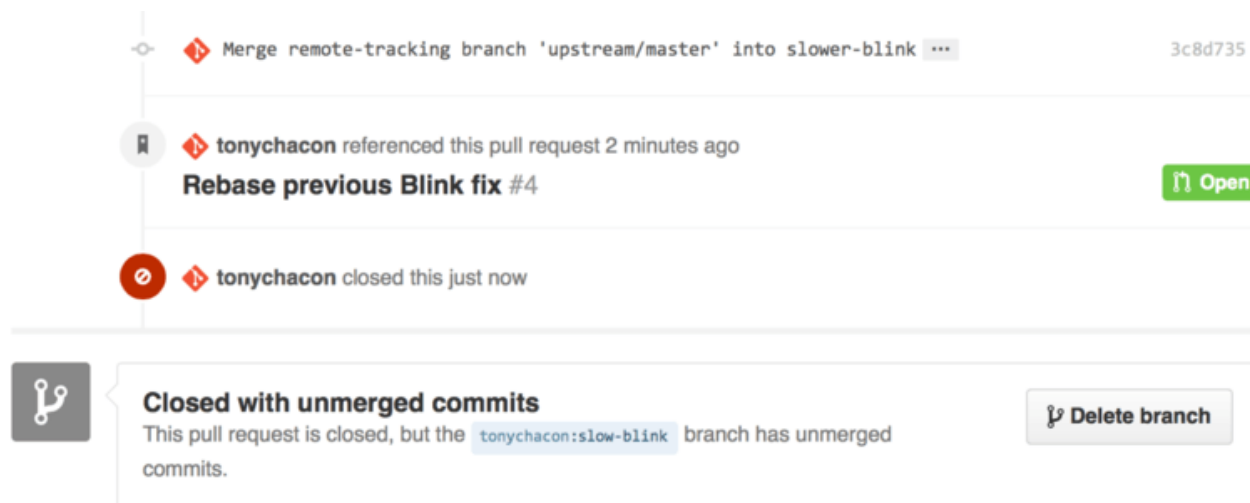 Merge remote-tracking branch 'upstream/master' into slower-blink ... 3c8d735
tonychacon referenced this pull request 2 minutes ago
Rebase previous Blink fix #4 Open
tonychacon closed this just now
Closed with unmerged commits
This pull request is closed, but the tonychacon:slow-blink branch has unmerged
commits.
Delete branch